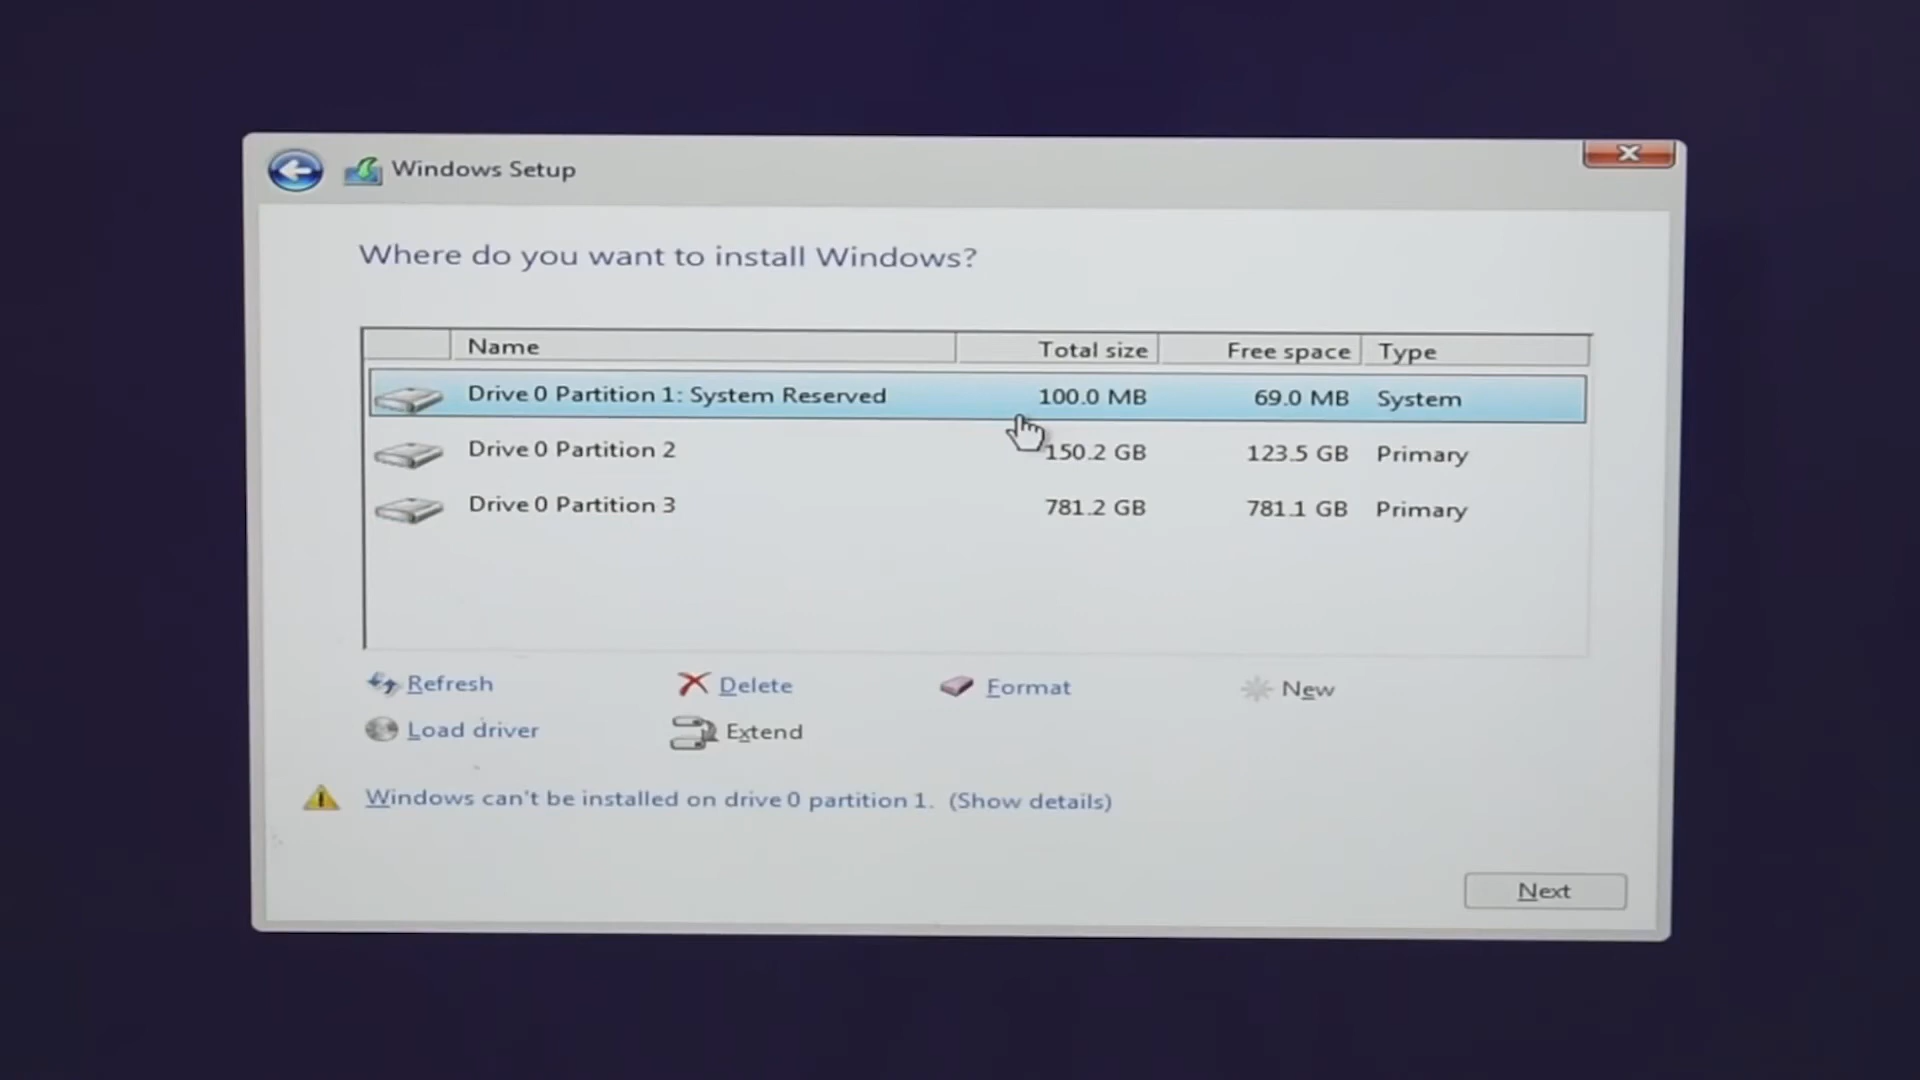 Windows Setup
Where do you want to install Windows?
Name Total size Free space Type
Drive 0 Partition 1: System Reserved 100.0 MB 69.0 MB System
Drive 0 Partition 2 150.2 GB 123.5 GB Primary
Drive 0 Partition 3 781.2 GB 781.1 GB Primary
Refresh Delete Format New
Load driver Extend
Windows can't be installed on drive 0 partition 1. (Show details)
Next